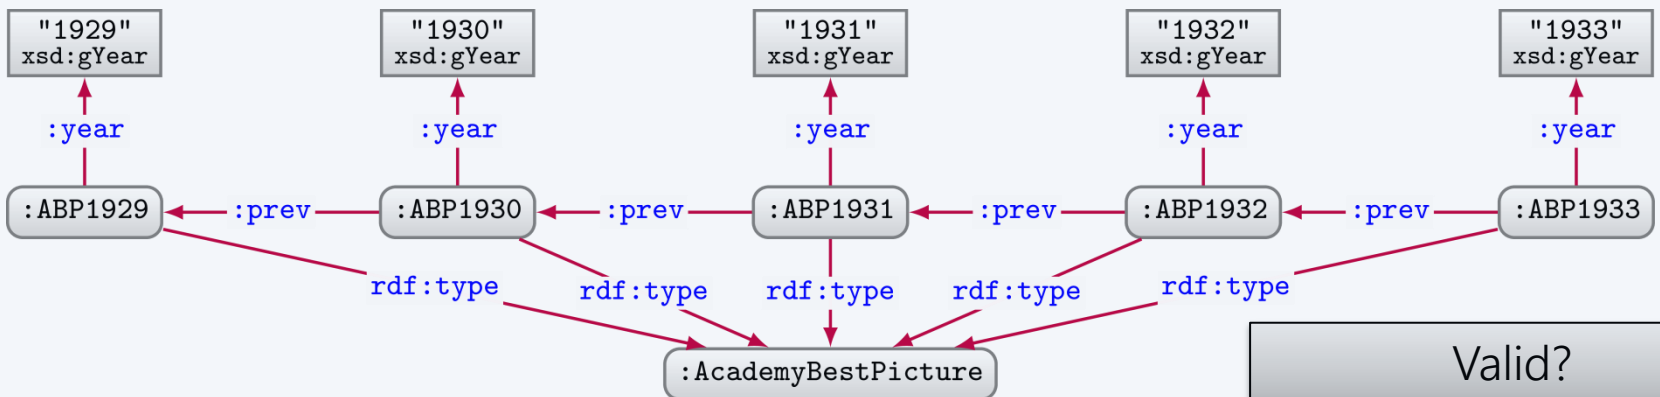 "1929" "1930" "1931" "1932" "1933"
xsd:gYear xsd:gYear xsd:gYear xsd:gYear xsd:gYear
:year :year :year :year :year
:ABP1929 :prev :ABP1930 :prev :ABP1931 :prev :ABP1932 :prev :ABP1933
rdf:type rdf:type rdf:type rdf:type rdf:type
:AcademyBestPicture
Valid?